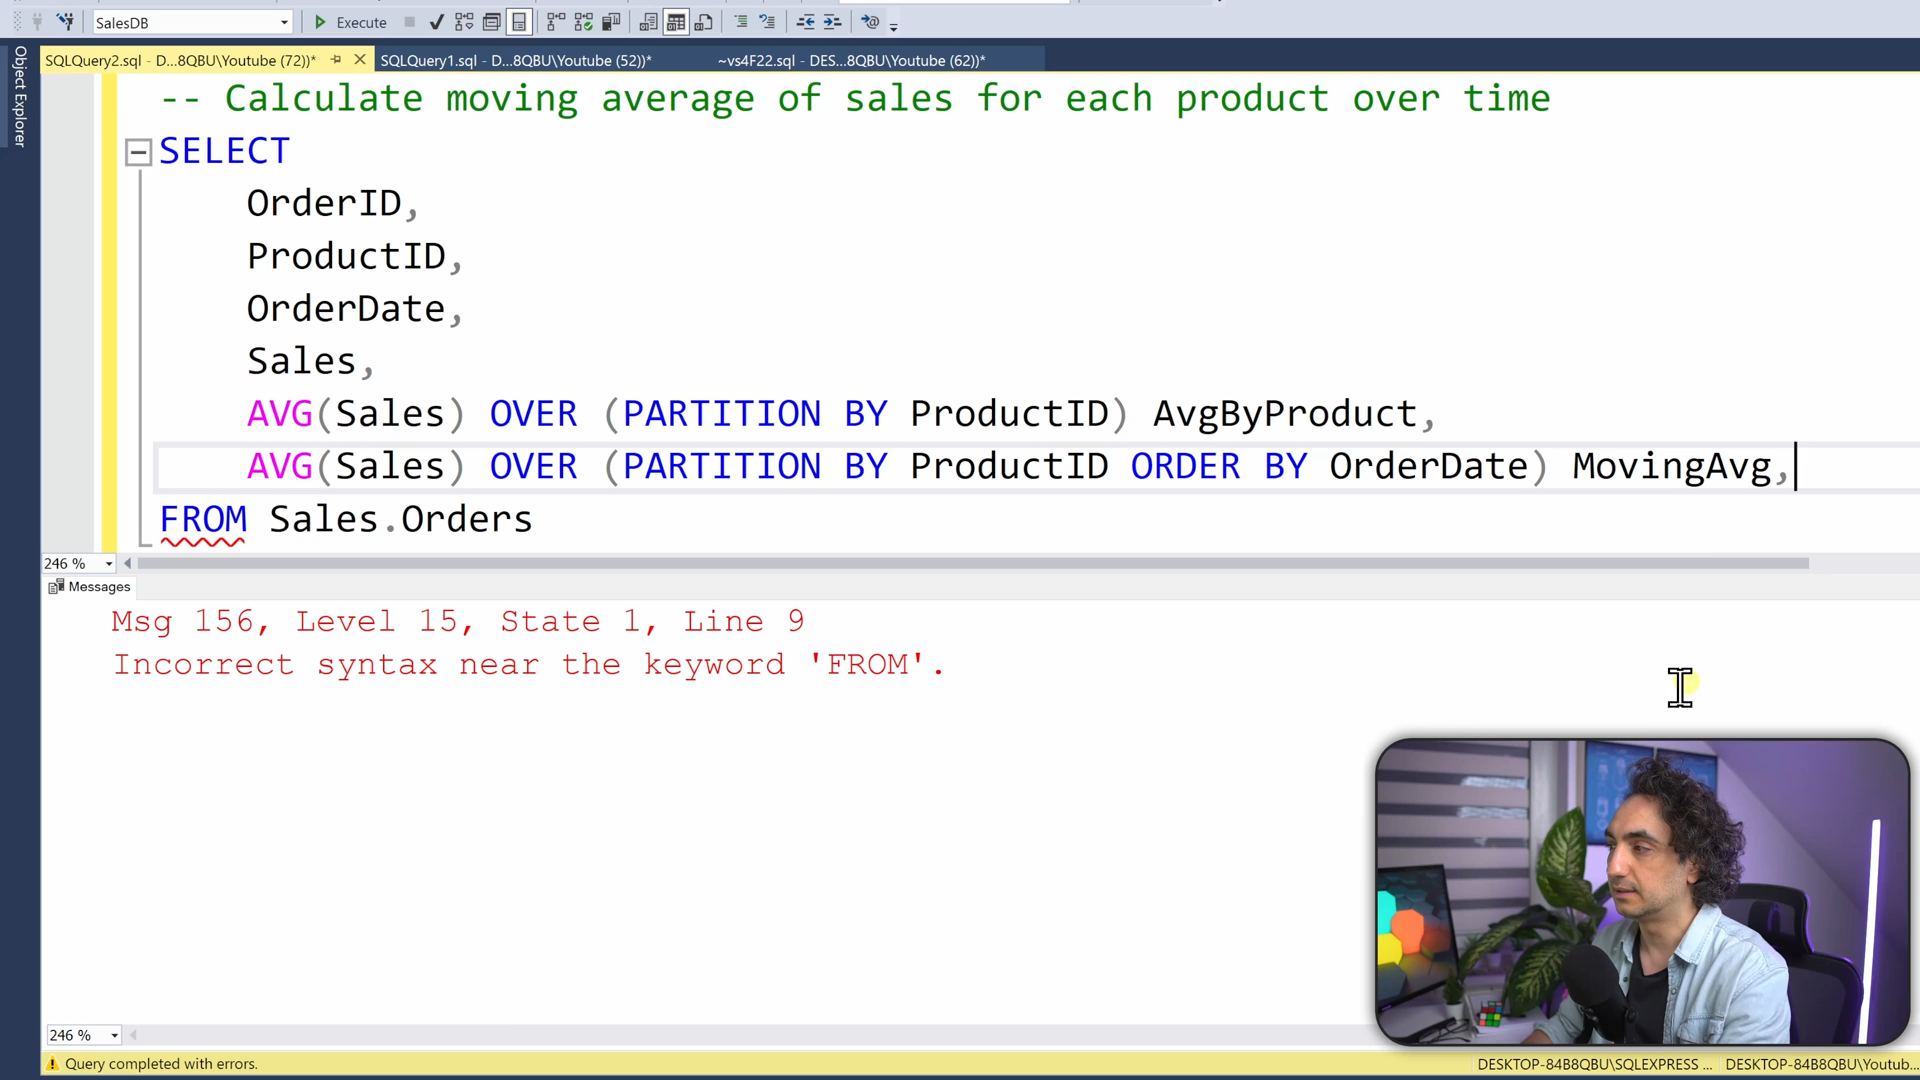 SalesDB
Execute
SQLQuery2.sql - D...8QBU\Youtube (72))*
SQLQuery1.sql - D...8QBU\Youtube (52))*
~vs4F22.sql - DES...8QBU\Youtube (62))*
Object Explorer
-- Calculate moving average of sales for each product over time
SELECT
OrderID,
ProductID,
OrderDate,
Sales,
AVG(Sales) OVER (PARTITION BY ProductID) AvgByProduct,
AVG(Sales) OVER (PARTITION BY ProductID ORDER BY OrderDate) MovingAvg,
FROM Sales.Orders
246 %
Messages
Msg 156, Level 15, State 1, Line 9
Incorrect syntax near the keyword 'FROM'.
246 %
Query completed with errors.
DESKTOP-84B8QBU\SQLEXPRESS ...
DESKTOP-84B8QBU\Youtub...